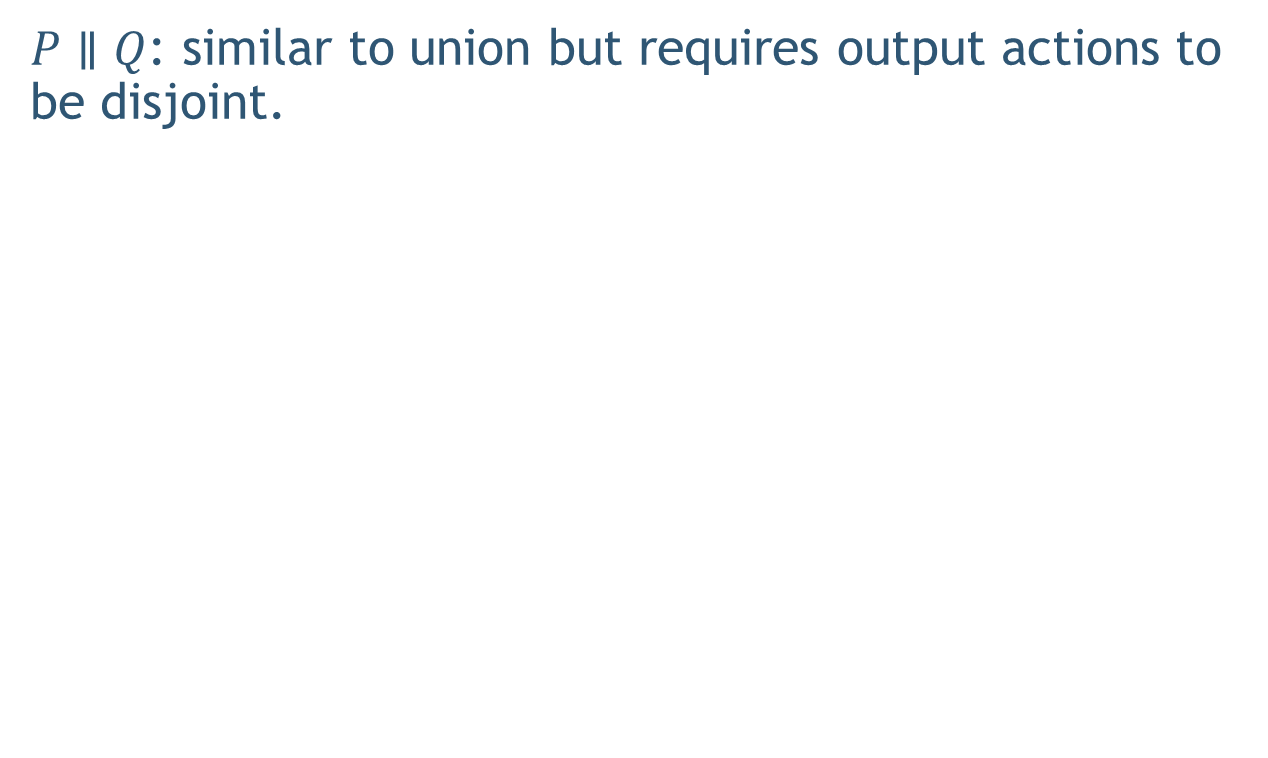 P ∥ Q: similar to union but requires output actions to
be disjoint.